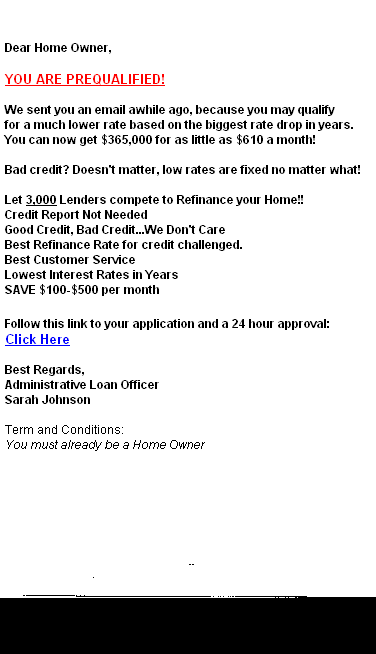 Dear Home Owner,
YOU ARE PREQUALIFIED!
We sent you an email awhile ago, because you may qualify
for a much lower rate based on the biggest rate drop in years.
You can now get $365,000 for as little as $610 a month!
Bad credit? Doesn't matter, low rates are fixed no matter what!
Let 3,000 Lenders compete to Refinance your Home!!
Credit Report Not Needed
Good Credit, Bad Credit...We Don't Care
Best Refinance Rate for credit challenged.
Best Customer Service
Lowest Interest Rates in Years
SAVE $100-$500 per month
Follow this link to your application and a 24 hour approval:
Click Here
Best Regards,
Administrative Loan Officer
Sarah Johnson
Term and Conditions:
You must already be a Home Owner